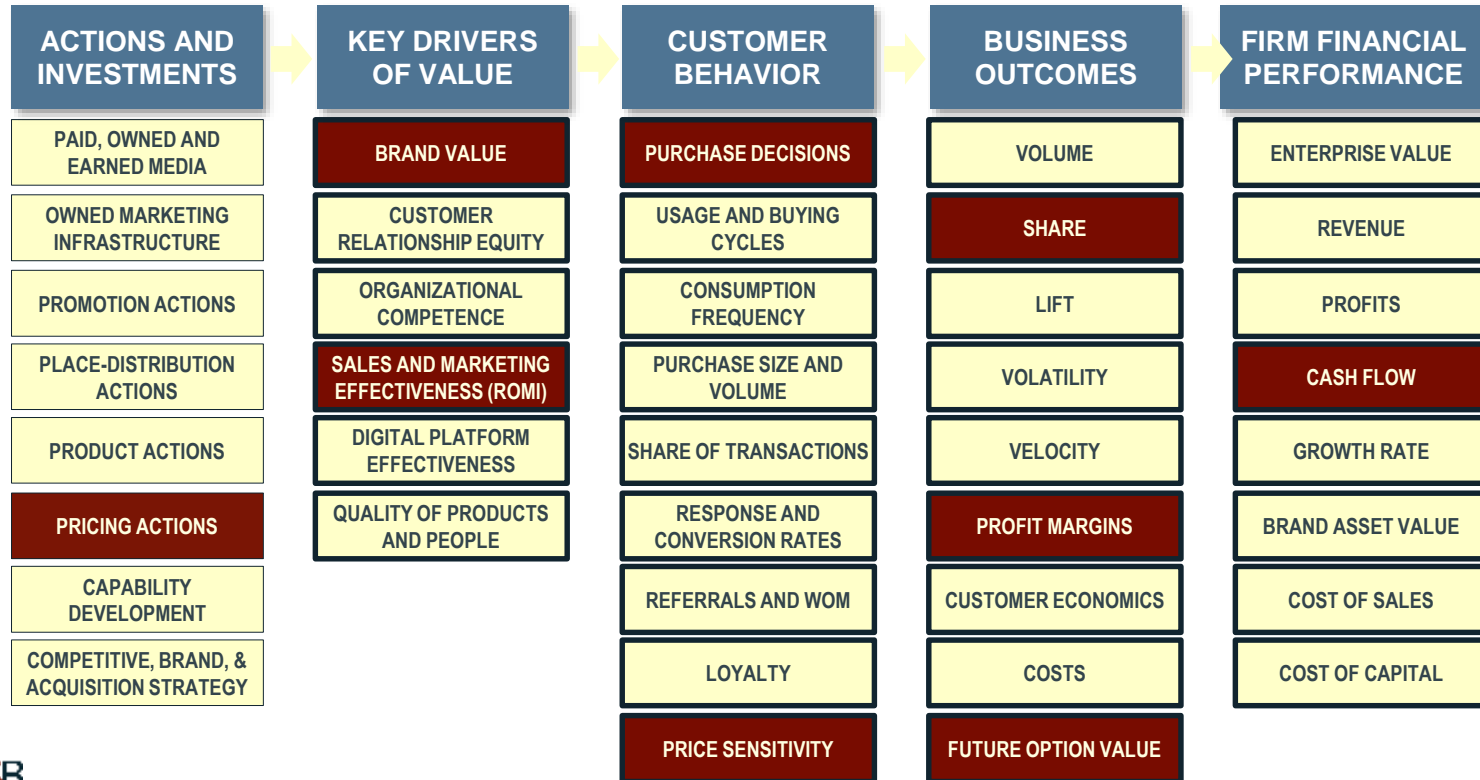 ACTIONS AND
INVESTMENTS
KEY DRIVERS
OF VALUE
CUSTOMER
BEHAVIOR
BUSINESS
OUTCOMES
FIRM FINANCIAL
PERFORMANCE
PAID, OWNED AND
EARNED MEDIA
OWNED MARKETING
INFRASTRUCTURE
PROMOTION ACTIONS
PLACE-DISTRIBUTION
ACTIONS
PRODUCT ACTIONS
PRICING ACTIONS
CAPABILITY
DEVELOPMENT
COMPETITIVE, BRAND, &
ACQUISITION STRATEGY
BRAND VALUE
CUSTOMER
RELATIONSHIP EQUITY
ORGANIZATIONAL
COMPETENCE
SALES AND MARKETING
EFFECTIVENESS (ROMI)
DIGITAL PLATFORM
EFFECTIVENESS
QUALITY OF PRODUCTS
AND PEOPLE
PURCHASE DECISIONS
USAGE AND BUYING
CYCLES
CONSUMPTION
FREQUENCY
PURCHASE SIZE AND
VOLUME
SHARE OF TRANSACTIONS
RESPONSE AND
CONVERSION RATES
REFERRALS AND WOM
LOYALTY
PRICE SENSITIVITY
VOLUME
SHARE
LIFT
VOLATILITY
VELOCITY
PROFIT MARGINS
CUSTOMER ECONOMICS
COSTS
FUTURE OPTION VALUE
ENTERPRISE VALUE
REVENUE
PROFITS
CASH FLOW
GROWTH RATE
BRAND ASSET VALUE
COST OF SALES
COST OF CAPITAL